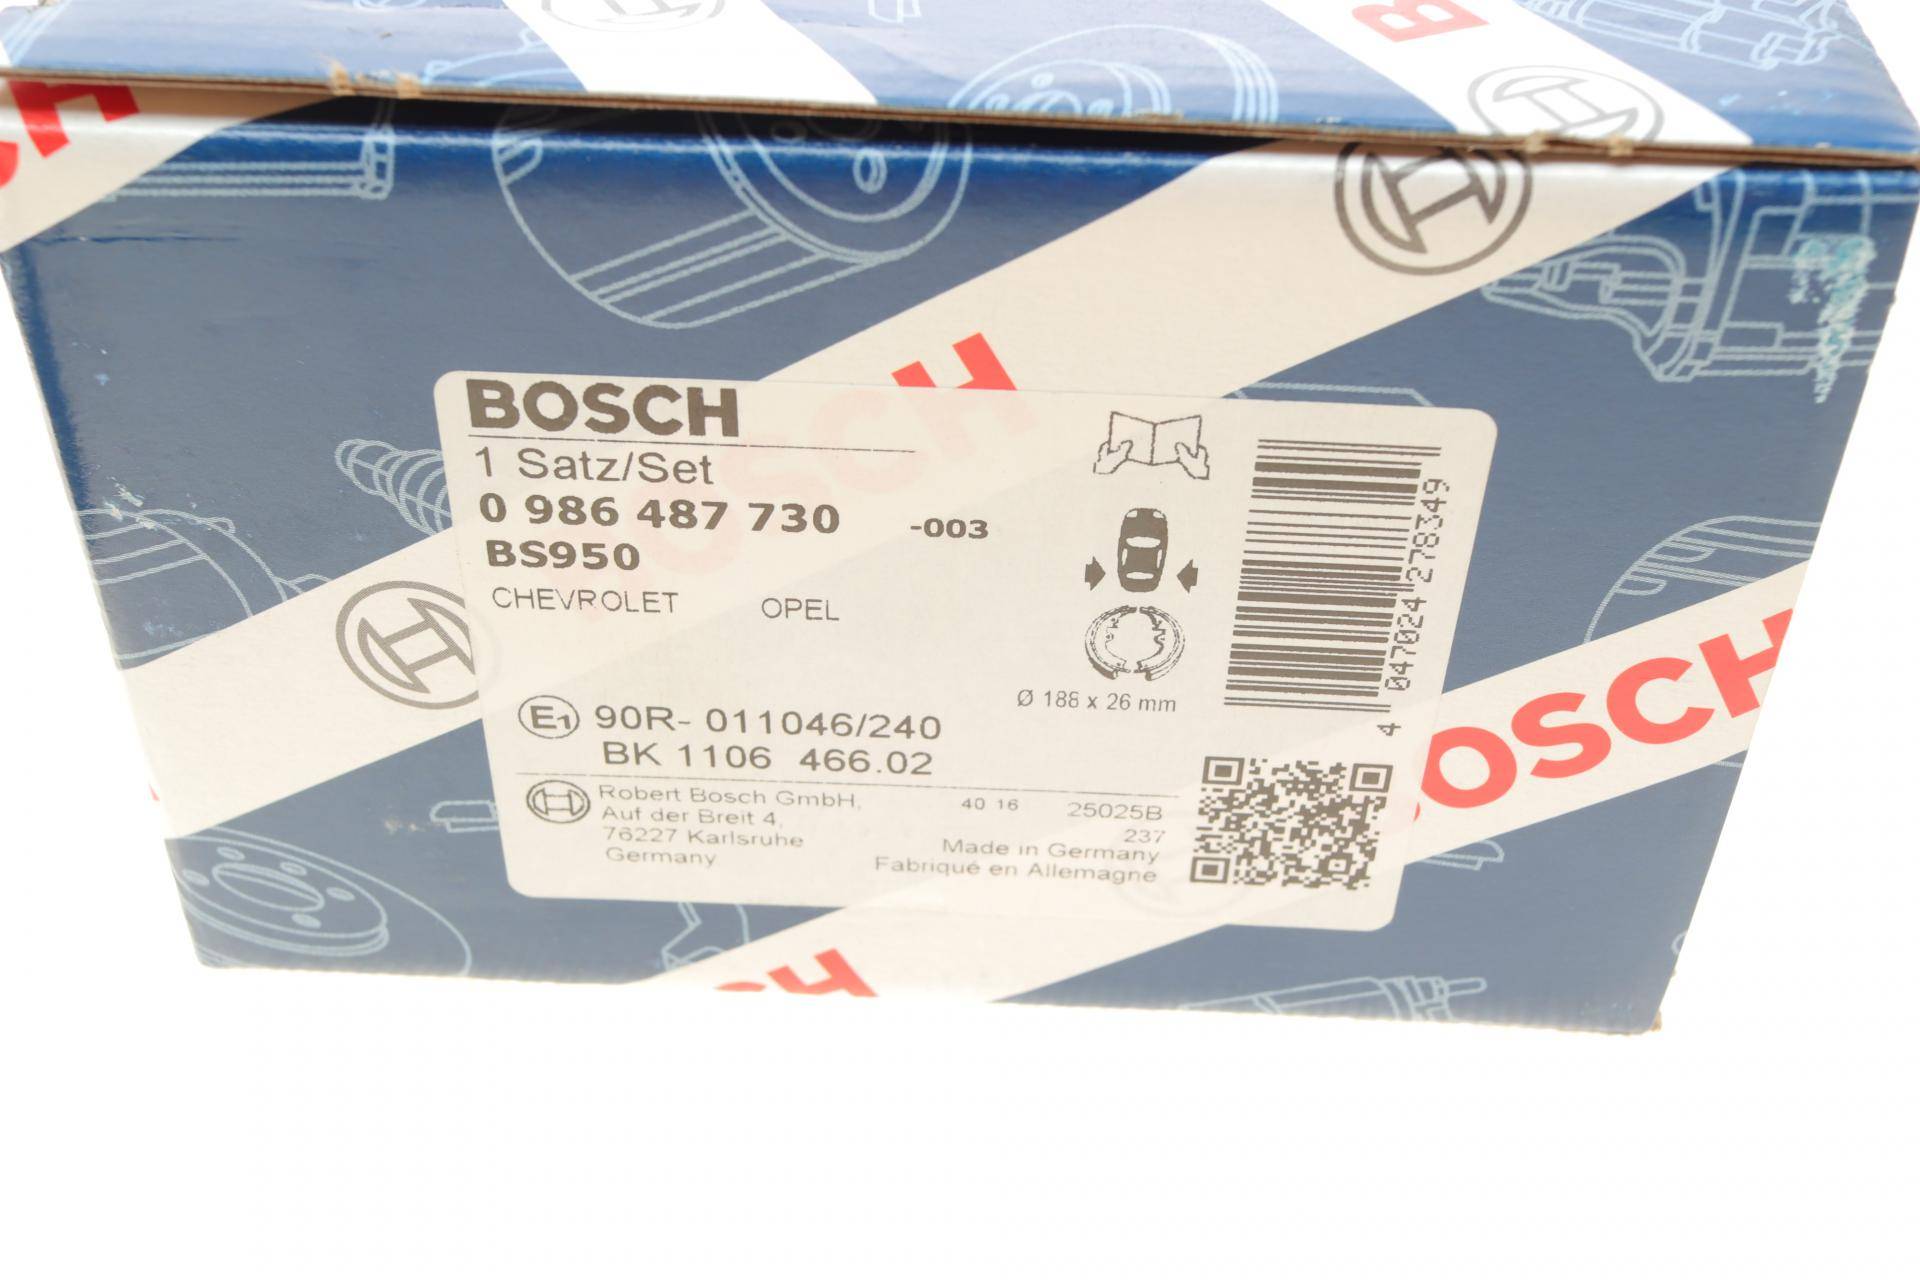 BOSCH
BOSCH
1 Satz/Set
0 986 487 730 -003
BS950
CHEVROLET OPEL
Ø 188 x 26 mm
E1 90R- 011046/240
BK 1106 466.02
Robert Bosch GmbH,
Auf der Breit 4,
76227 Karlsruhe
Germany
40 16 25025B
237
Made in Germany
Fabriqué en Allemagne
4 047024 278349
BOSCH